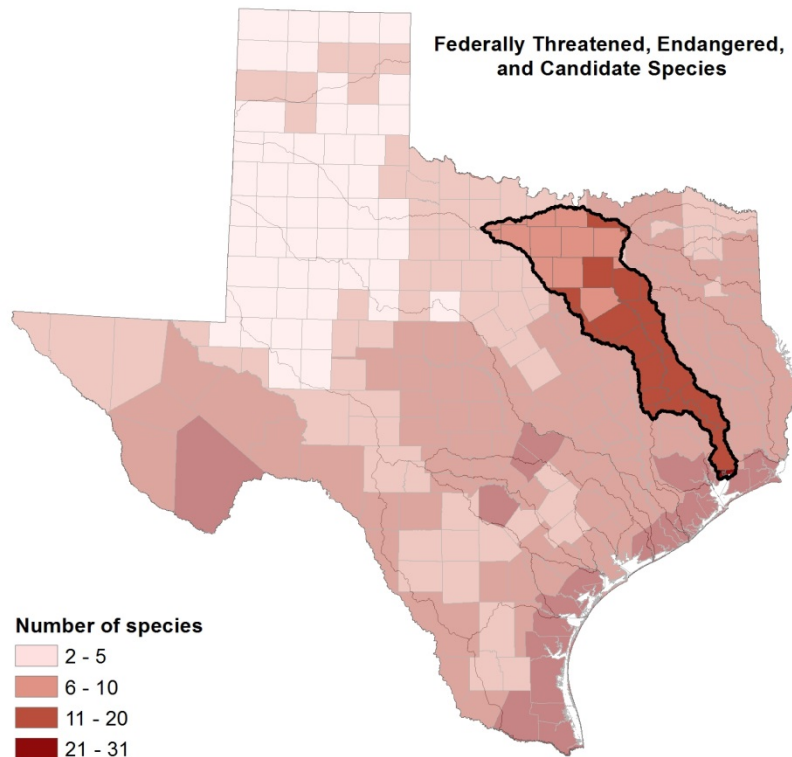 Federally Threatened, Endangered,
and Candidate Species
Number of species
2 - 5
6 - 10
11 - 20
21 - 31